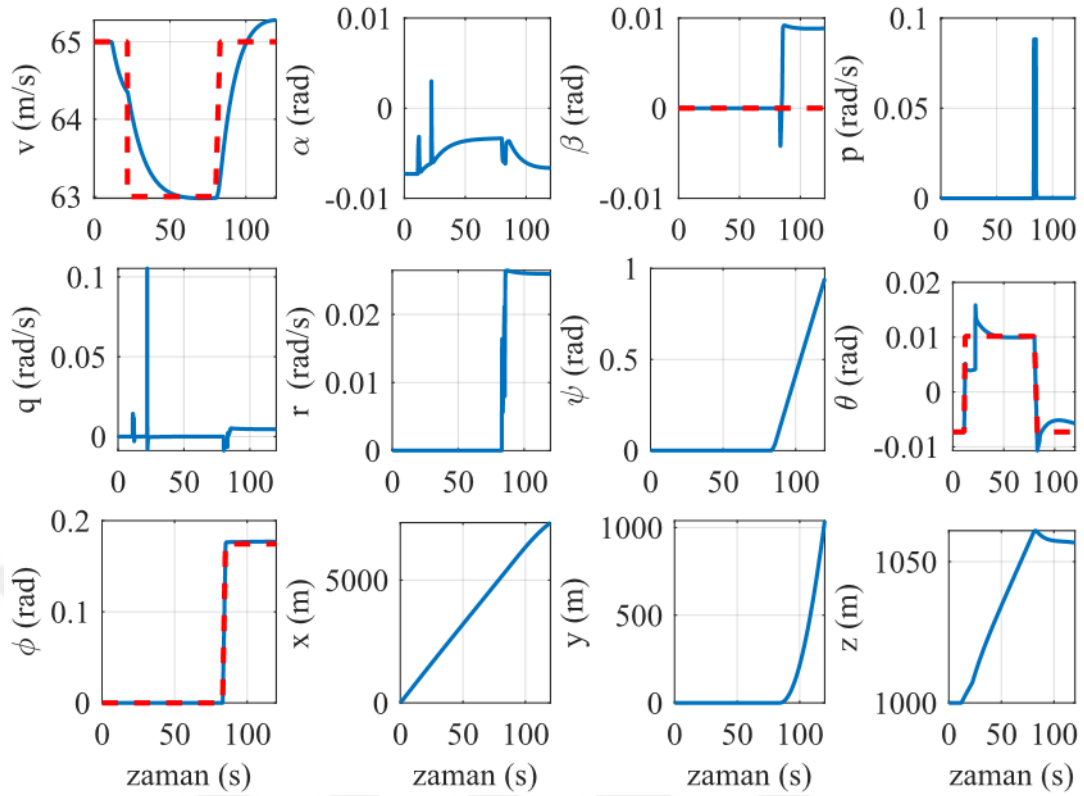 v (m/s)
65
64
63
0 50 100
α (rad)
0.01
0
-0.01
0 50 100
β (rad)
0.01
0
-0.01
0 50 100
p (rad/s)
0.1
0.05
0
0 50 100
q (rad/s)
0.1
0.05
0
0 50 100
r (rad/s)
0.02
0.01
0
0 50 100
ψ (rad)
1
0.5
0
0 50 100
θ (rad)
0.01
0
-0.01
0 50 100
ϕ (rad)
0.2
0.1
0
0 50 100
zaman (s)
x (m)
5000
0
0 50 100
zaman (s)
y (m)
1000
500
0
0 50 100
zaman (s)
z (m)
1050
1000
0 50 100
zaman (s)